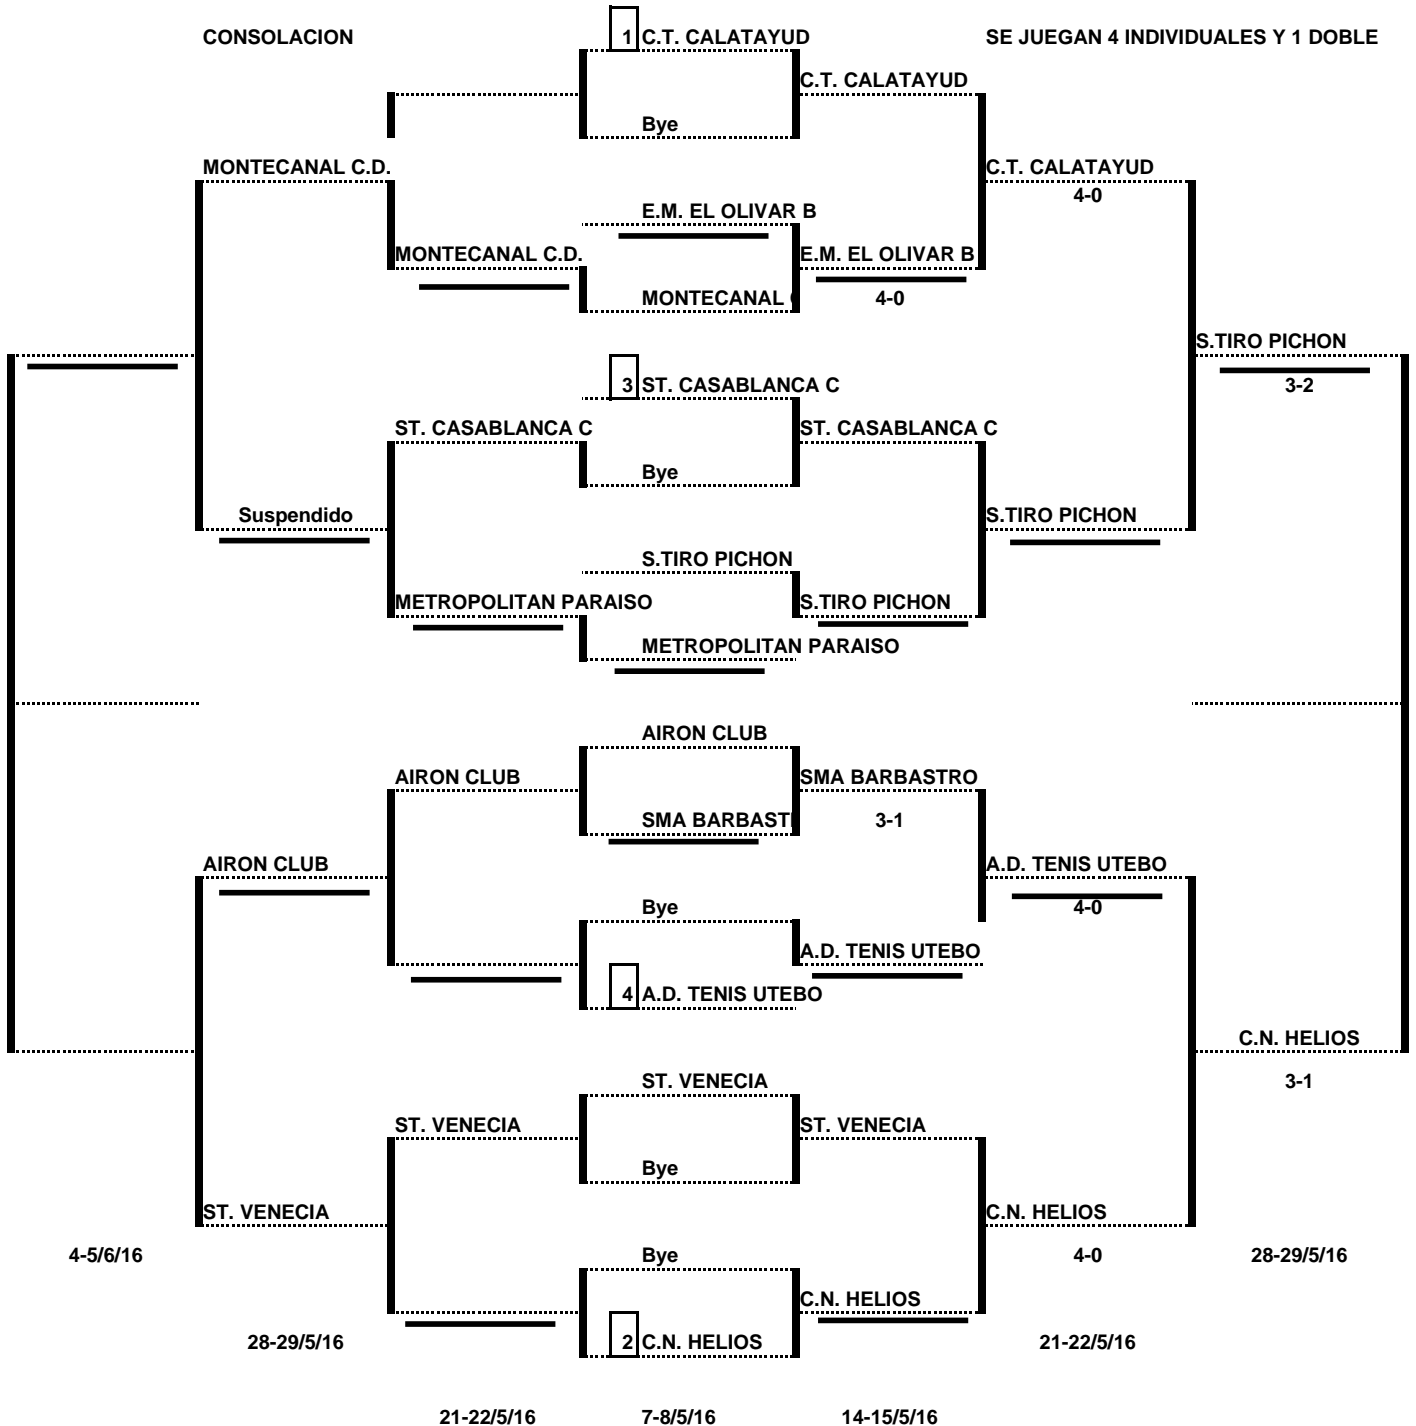 CONSOLACION 1 C.T. CALATAYUD SE JUEGAN 4 INDIVIDUALES Y 1 DOBLE
C.T. CALATAYUD
Bye
MONTECANAL C.D. C.T. CALATAYUD
4-0
E.M. EL OLIVAR B
MONTECANAL C.D. E.M. EL OLIVAR B
MONTECANAL 4-0
S.TIRO PICHON
3 ST. CASABLANCA C 3-2
ST. CASABLANCA C ST. CASABLANCA C
Bye
Suspendido S.TIRO PICHON
S.TIRO PICHON
METROPOLITAN PARAISO S.TIRO PICHON
METROPOLITAN PARAISO
AIRON CLUB
AIRON CLUB SMA BARBASTRO
SMA BARBAST 3-1
AIRON CLUB A.D. TENIS UTEBO
Bye 4-0
A.D. TENIS UTEBO
4 A.D. TENIS UTEBO
C.N. HELIOS
ST. VENECIA 3-1
ST. VENECIA ST. VENECIA
Bye
ST. VENECIA C.N. HELIOS
4-5/6/16 Bye 4-0 28-29/5/16
C.N. HELIOS
28-29/5/16 2 C.N. HELIOS 21-22/5/16
21-22/5/16 7-8/5/16 14-15/5/16